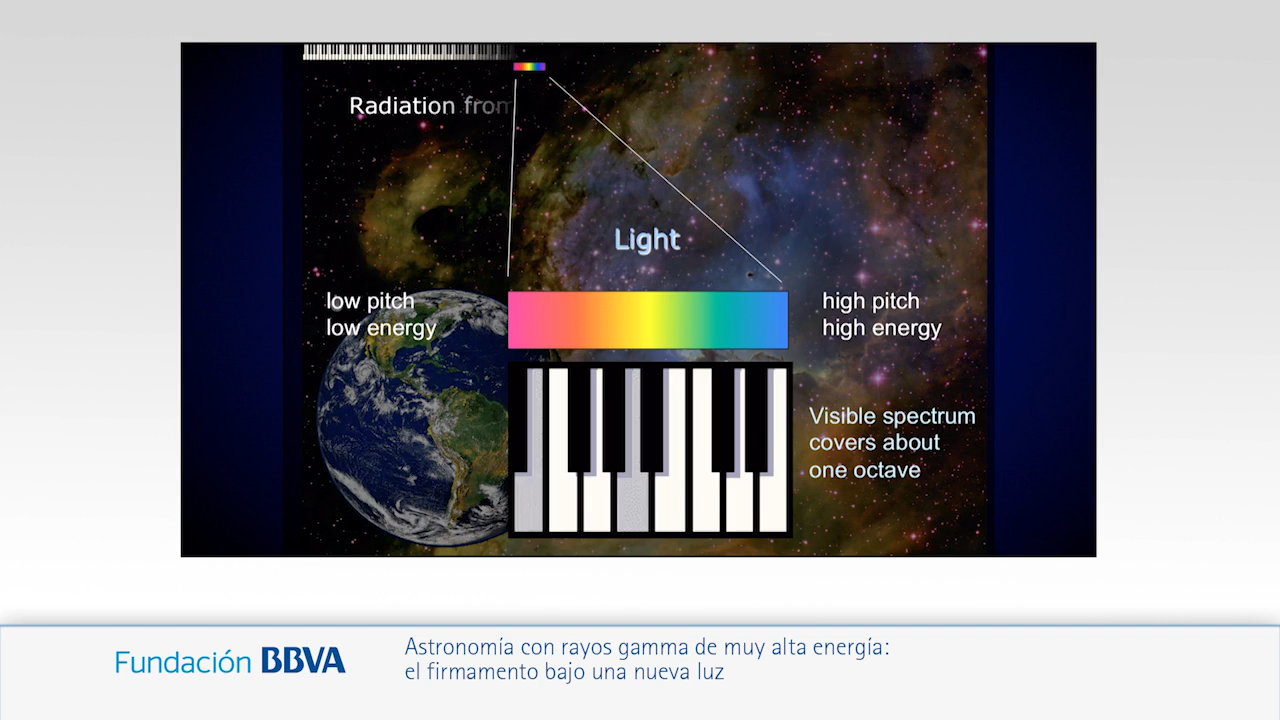 Radiation from
Light
low pitch
low energy
high pitch
high energy
Visible spectrum
covers about
one octave
Fundación BBVA
Astronomía con rayos gamma de muy alta energía:
el firmamento bajo una nueva luz